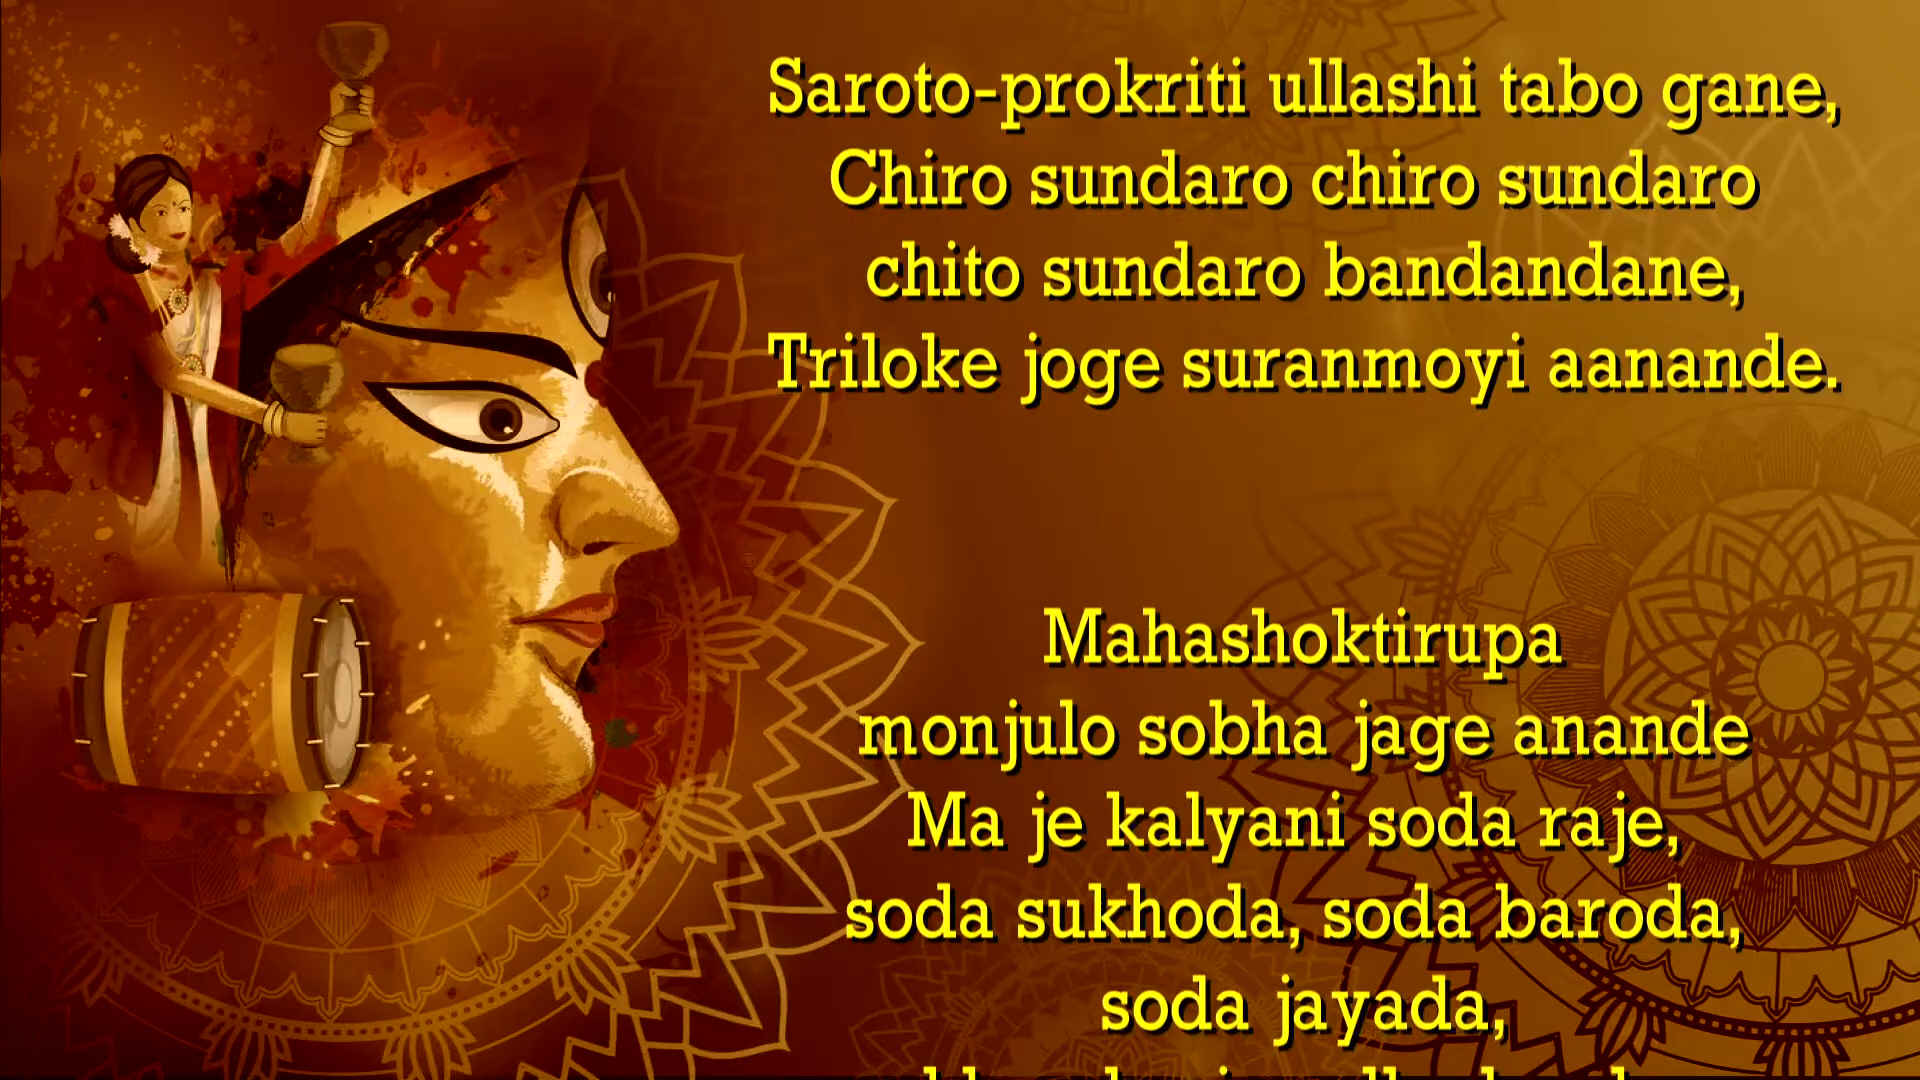 Saroto-prokriti ullashi tabo gane,
Chiro sundaro chiro sundaro
chito sundaro bandandane,
Triloke joge suranmoyi aanande.
Mahashoktirupa
monjulo sobha jage anande
Ma je kalyani soda raje,
soda sukhoda, soda baroda,
soda jayada,